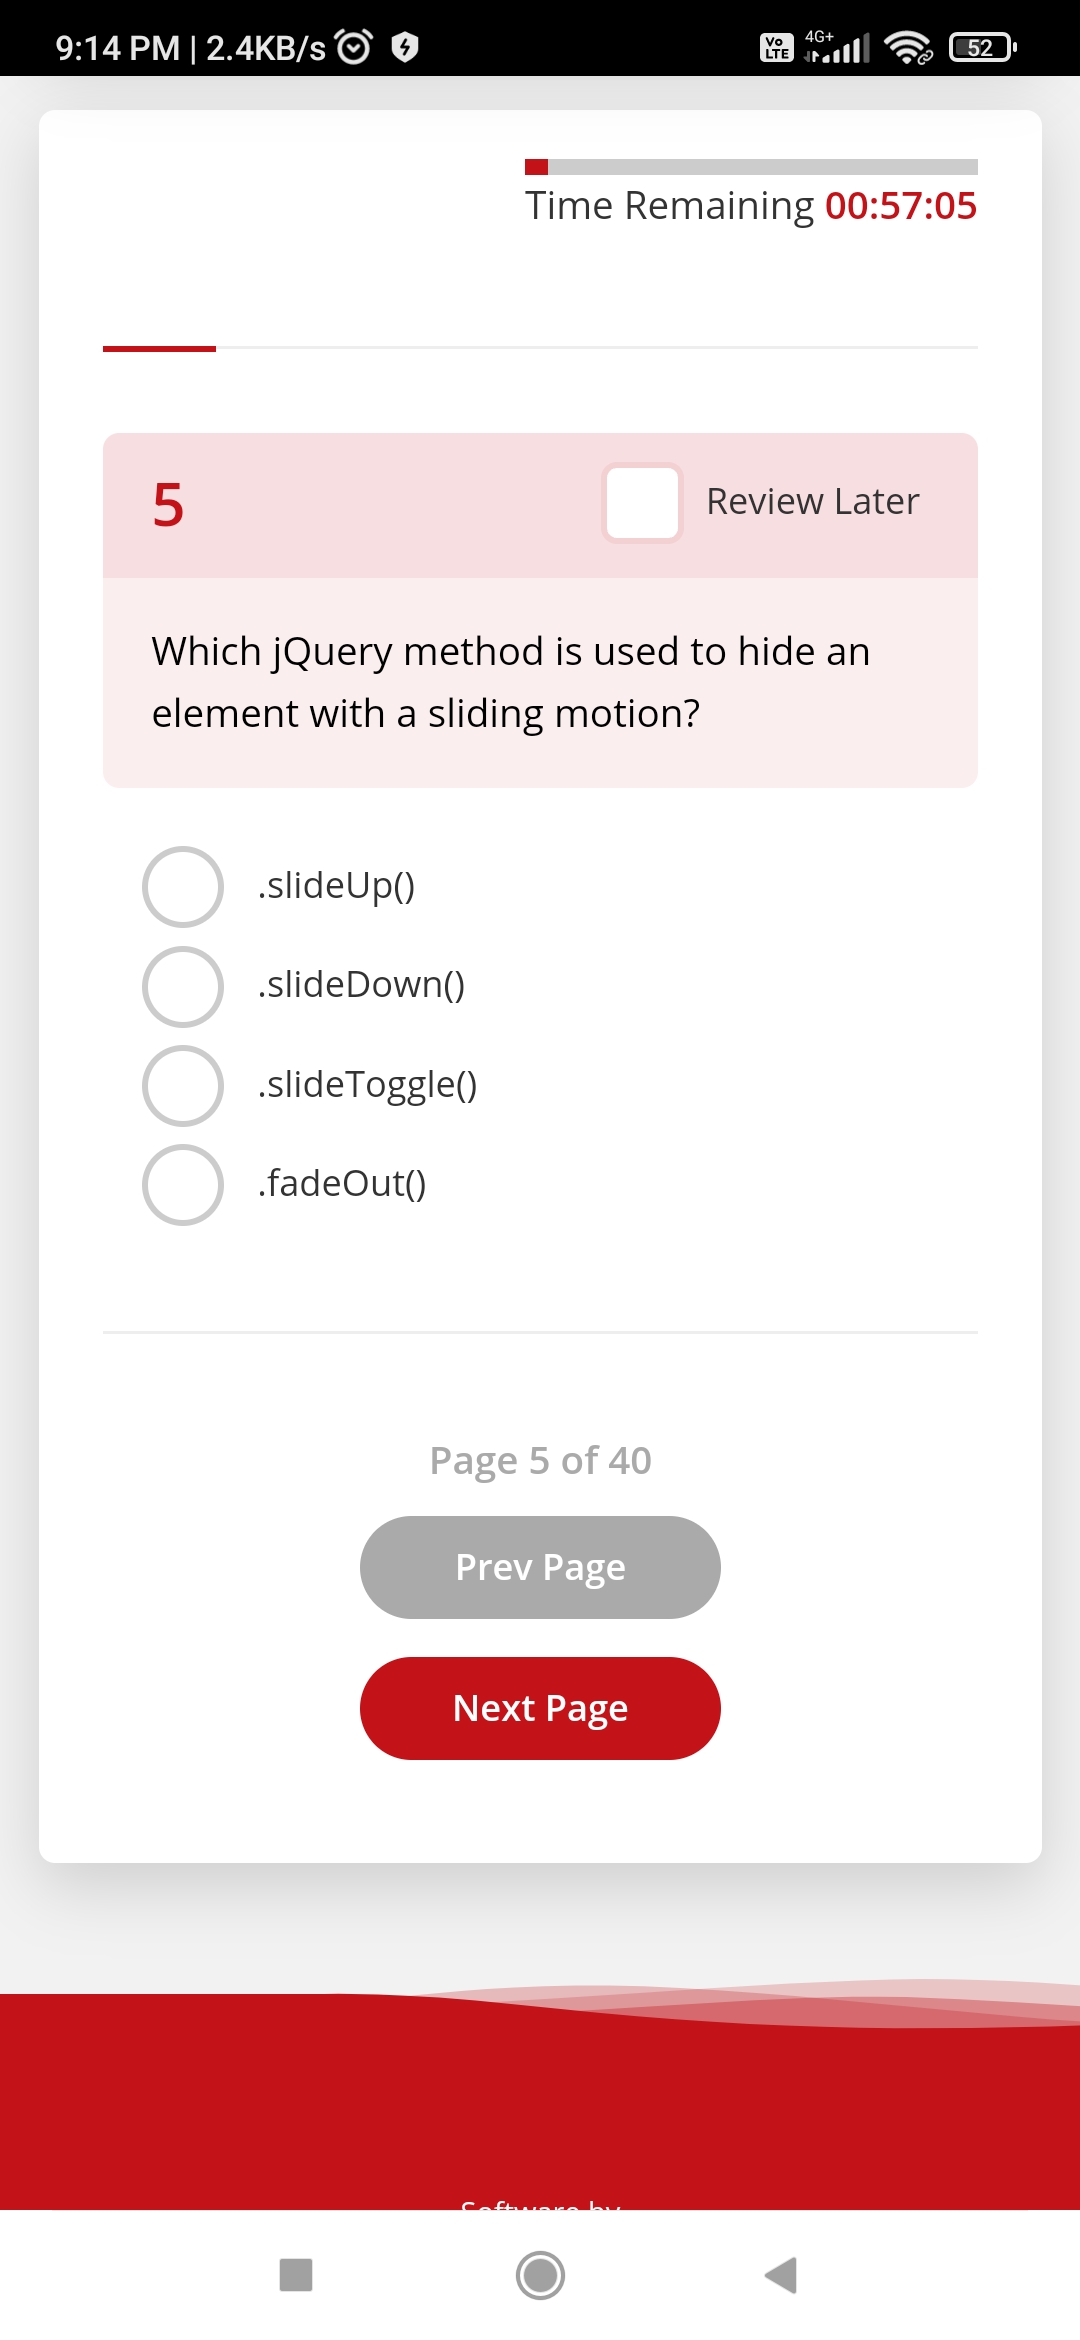 9:14 PM | 2.4KB/s
Vo LTE 4G+ 52
Time Remaining 00:57:05
5
Review Later
Which jQuery method is used to hide an
element with a sliding motion?
.slideUp()
.slideDown()
.slideToggle()
.fadeOut()
Page 5 of 40
Prev Page
Next Page
Software by